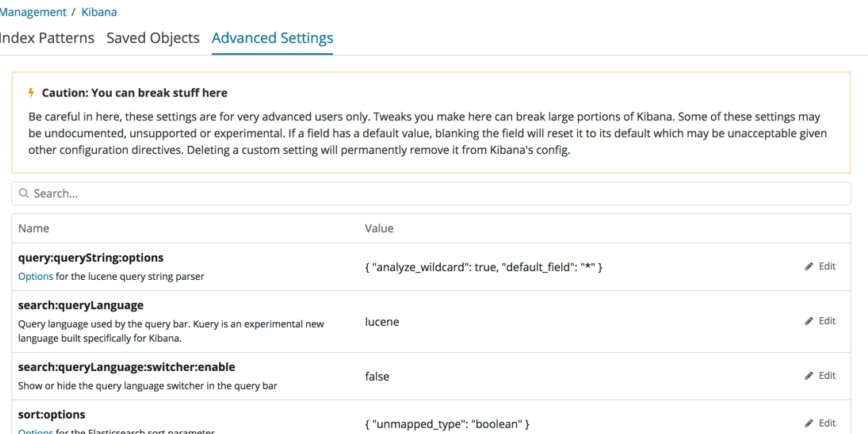 Management / Kibana
Index Patterns Saved Objects Advanced Settings
Caution: You can break stuff here
Be careful in here, these settings are for very advanced users only. Tweaks you make here can break large portions of Kibana. Some of these settings may
be undocumented, unsupported or experimental. If a field has a default value, blanking the field will reset it to its default which may be unacceptable given
other configuration directives. Deleting a custom setting will permanently remove it from Kibana's config.
Search...
Name Value
query:queryString:options
Options for the lucene query string parser
{ "analyze_wildcard": true, "default_field": "*" }
Edit
search:queryLanguage
Query language used by the query bar. Kuery is an experimental new
language built specifically for Kibana.
lucene
Edit
search:queryLanguage:switcher:enable
Show or hide the query language switcher in the query bar
false
Edit
sort:options
Options for the Elasticsearch sort parameter
{ "unmapped_type": "boolean" }
Edit